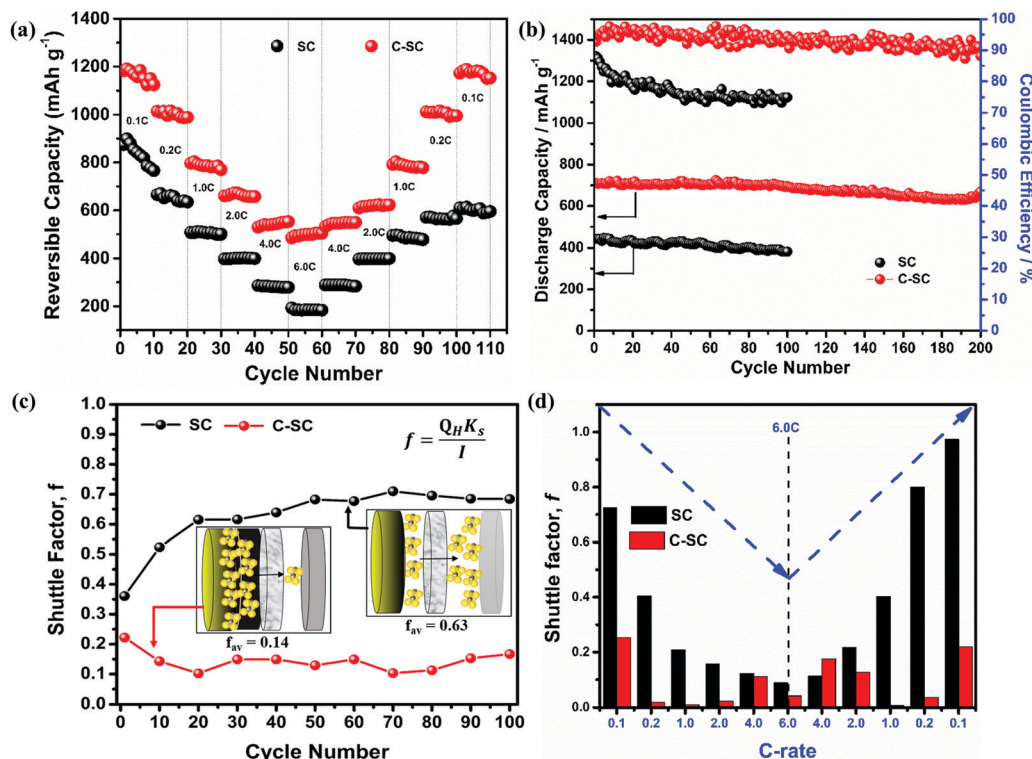 (a)
SC
C-SC
Reversible Capacity (mAh g⁻¹)
1400
1200
1000
800
600
400
200
0.1C
0.2C
1.0C
2.0C
4.0C
6.0C
4.0C
2.0C
1.0C
0.2C
0.1C
0 10 20 30 40 50 60 70 80 90 100 110
Cycle Number
(b)
Discharge Capacity / mAh g⁻¹
1400
1200
1000
800
600
400
200
0
100
90
80
70
60
50
40
30
20
10
0
Coulombic Efficiency / %
SC
C-SC
0 20 40 60 80 100 120 140 160 180 200
Cycle Number
(c)
SC
C-SC
f = Q_H K_s / I
Shuttle Factor, f
1.0
0.9
0.8
0.7
0.6
0.5
0.4
0.3
0.2
0.1
0.0
f_av = 0.14
f_av = 0.63
0 10 20 30 40 50 60 70 80 90 100
Cycle Number
(d)
6.0C
SC
C-SC
Shuttle factor, f
1.0
0.8
0.6
0.4
0.2
0.0
0.1 0.2 1.0 2.0 4.0 6.0 4.0 2.0 1.0 0.2 0.1
C-rate